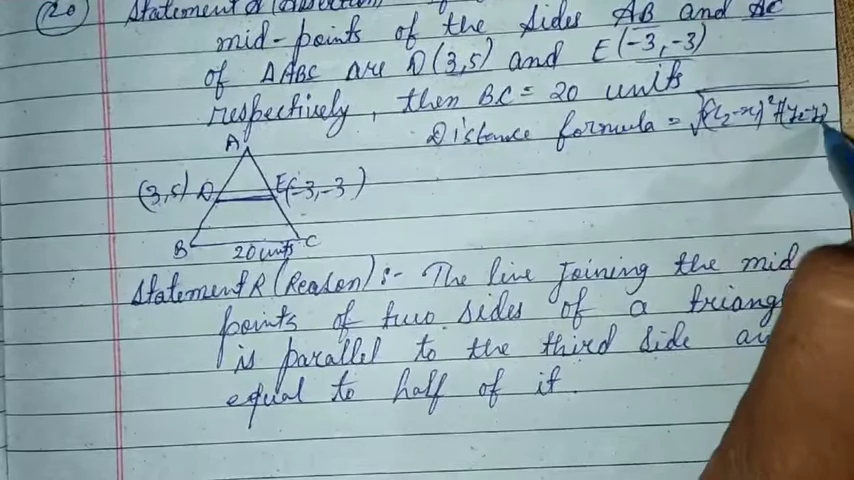 (20) Statement A (Assertion)
mid-points of the sides AB and AC
of ΔABC are D(3,5) and E(-3,-3)
respectively, then BC = 20 units
Distance formula = √(x₂-x)²+(y₂-y)
A
(3,5) D E(-3,-3)
B 20 units C
Statement R (Reason) :- The line joining the mid
points of two sides of a triang
is parallel to the third side an
equal to half of it.